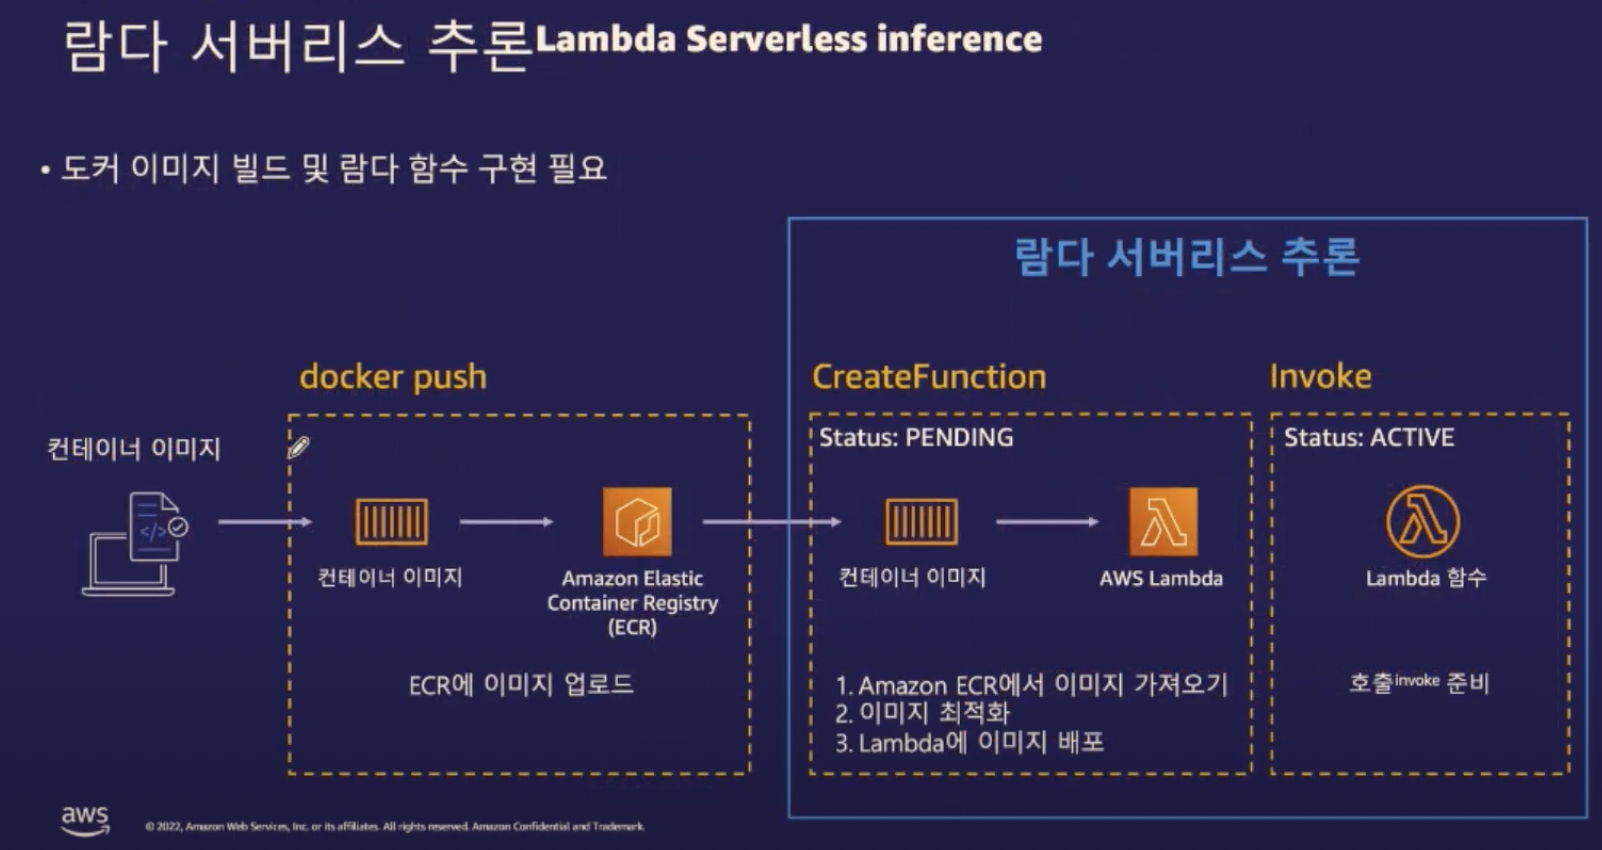 람다 서버리스 추론Lambda Serverless inference
• 도커 이미지 빌드 및 람다 함수 구현 필요
람다 서버리스 추론
docker push
CreateFunction
Invoke
컨테이너 이미지
Status: PENDING
Status: ACTIVE
</>
컨테이너 이미지
Amazon Elastic
Container Registry
(ECR)
컨테이너 이미지
AWS Lambda
Lambda 함수
ECR에 이미지 업로드
1. Amazon ECR에서 이미지 가져오기
2. 이미지 최적화
3. Lambda에 이미지 배포
호출invoke 준비
aws
© 2022, Amazon Web Services, Inc. or its affiliates. All rights reserved. Amazon Confidential and Trademark.